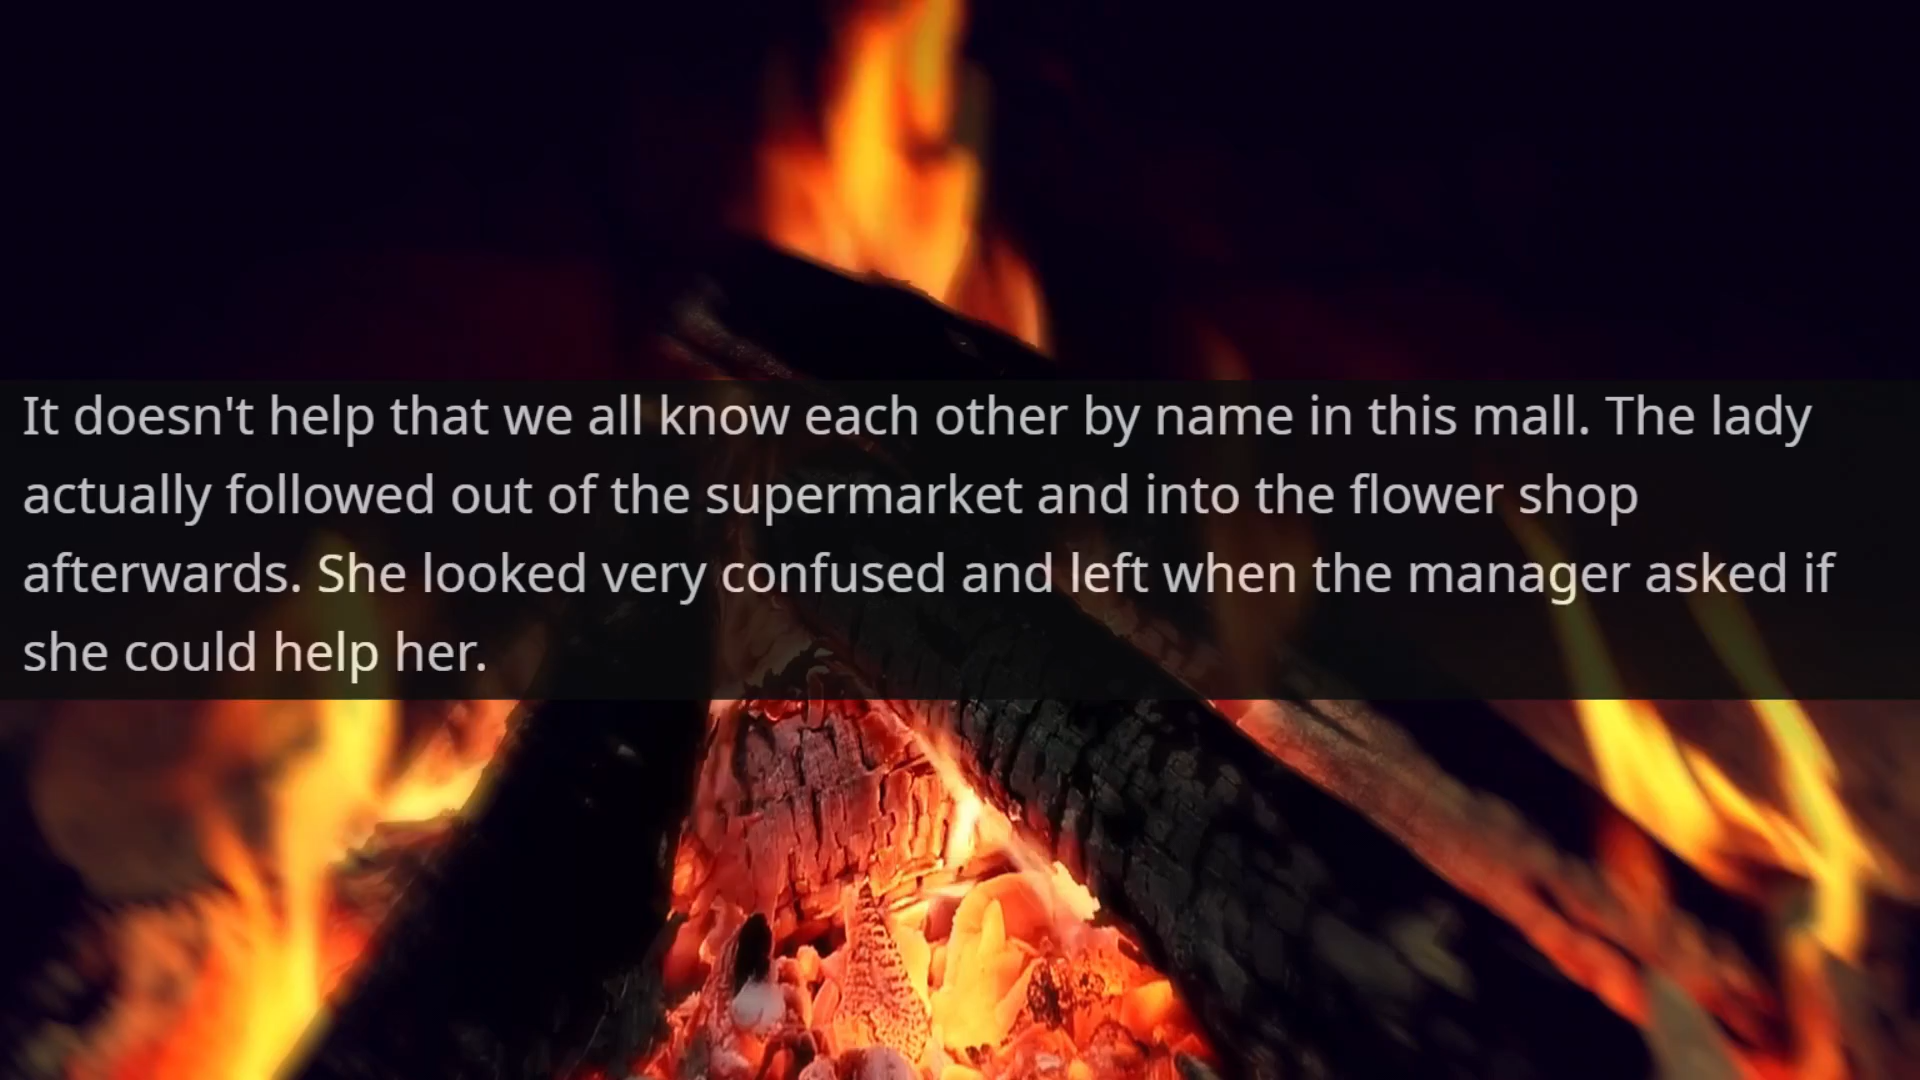 It doesn't help that we all know each other by name in this mall. The lady
actually followed out of the supermarket and into the flower shop
afterwards. She looked very confused and left when the manager asked if
she could help her.